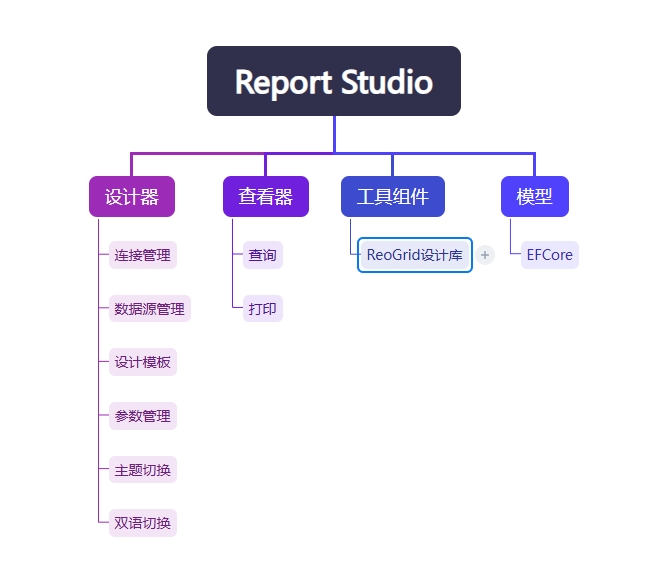 Report Studio
设计器
查看器
工具组件
模型
连接管理
查询
ReoGrid设计库
EFCore
数据源管理
打印
设计模板
参数管理
主题切换
双语切换